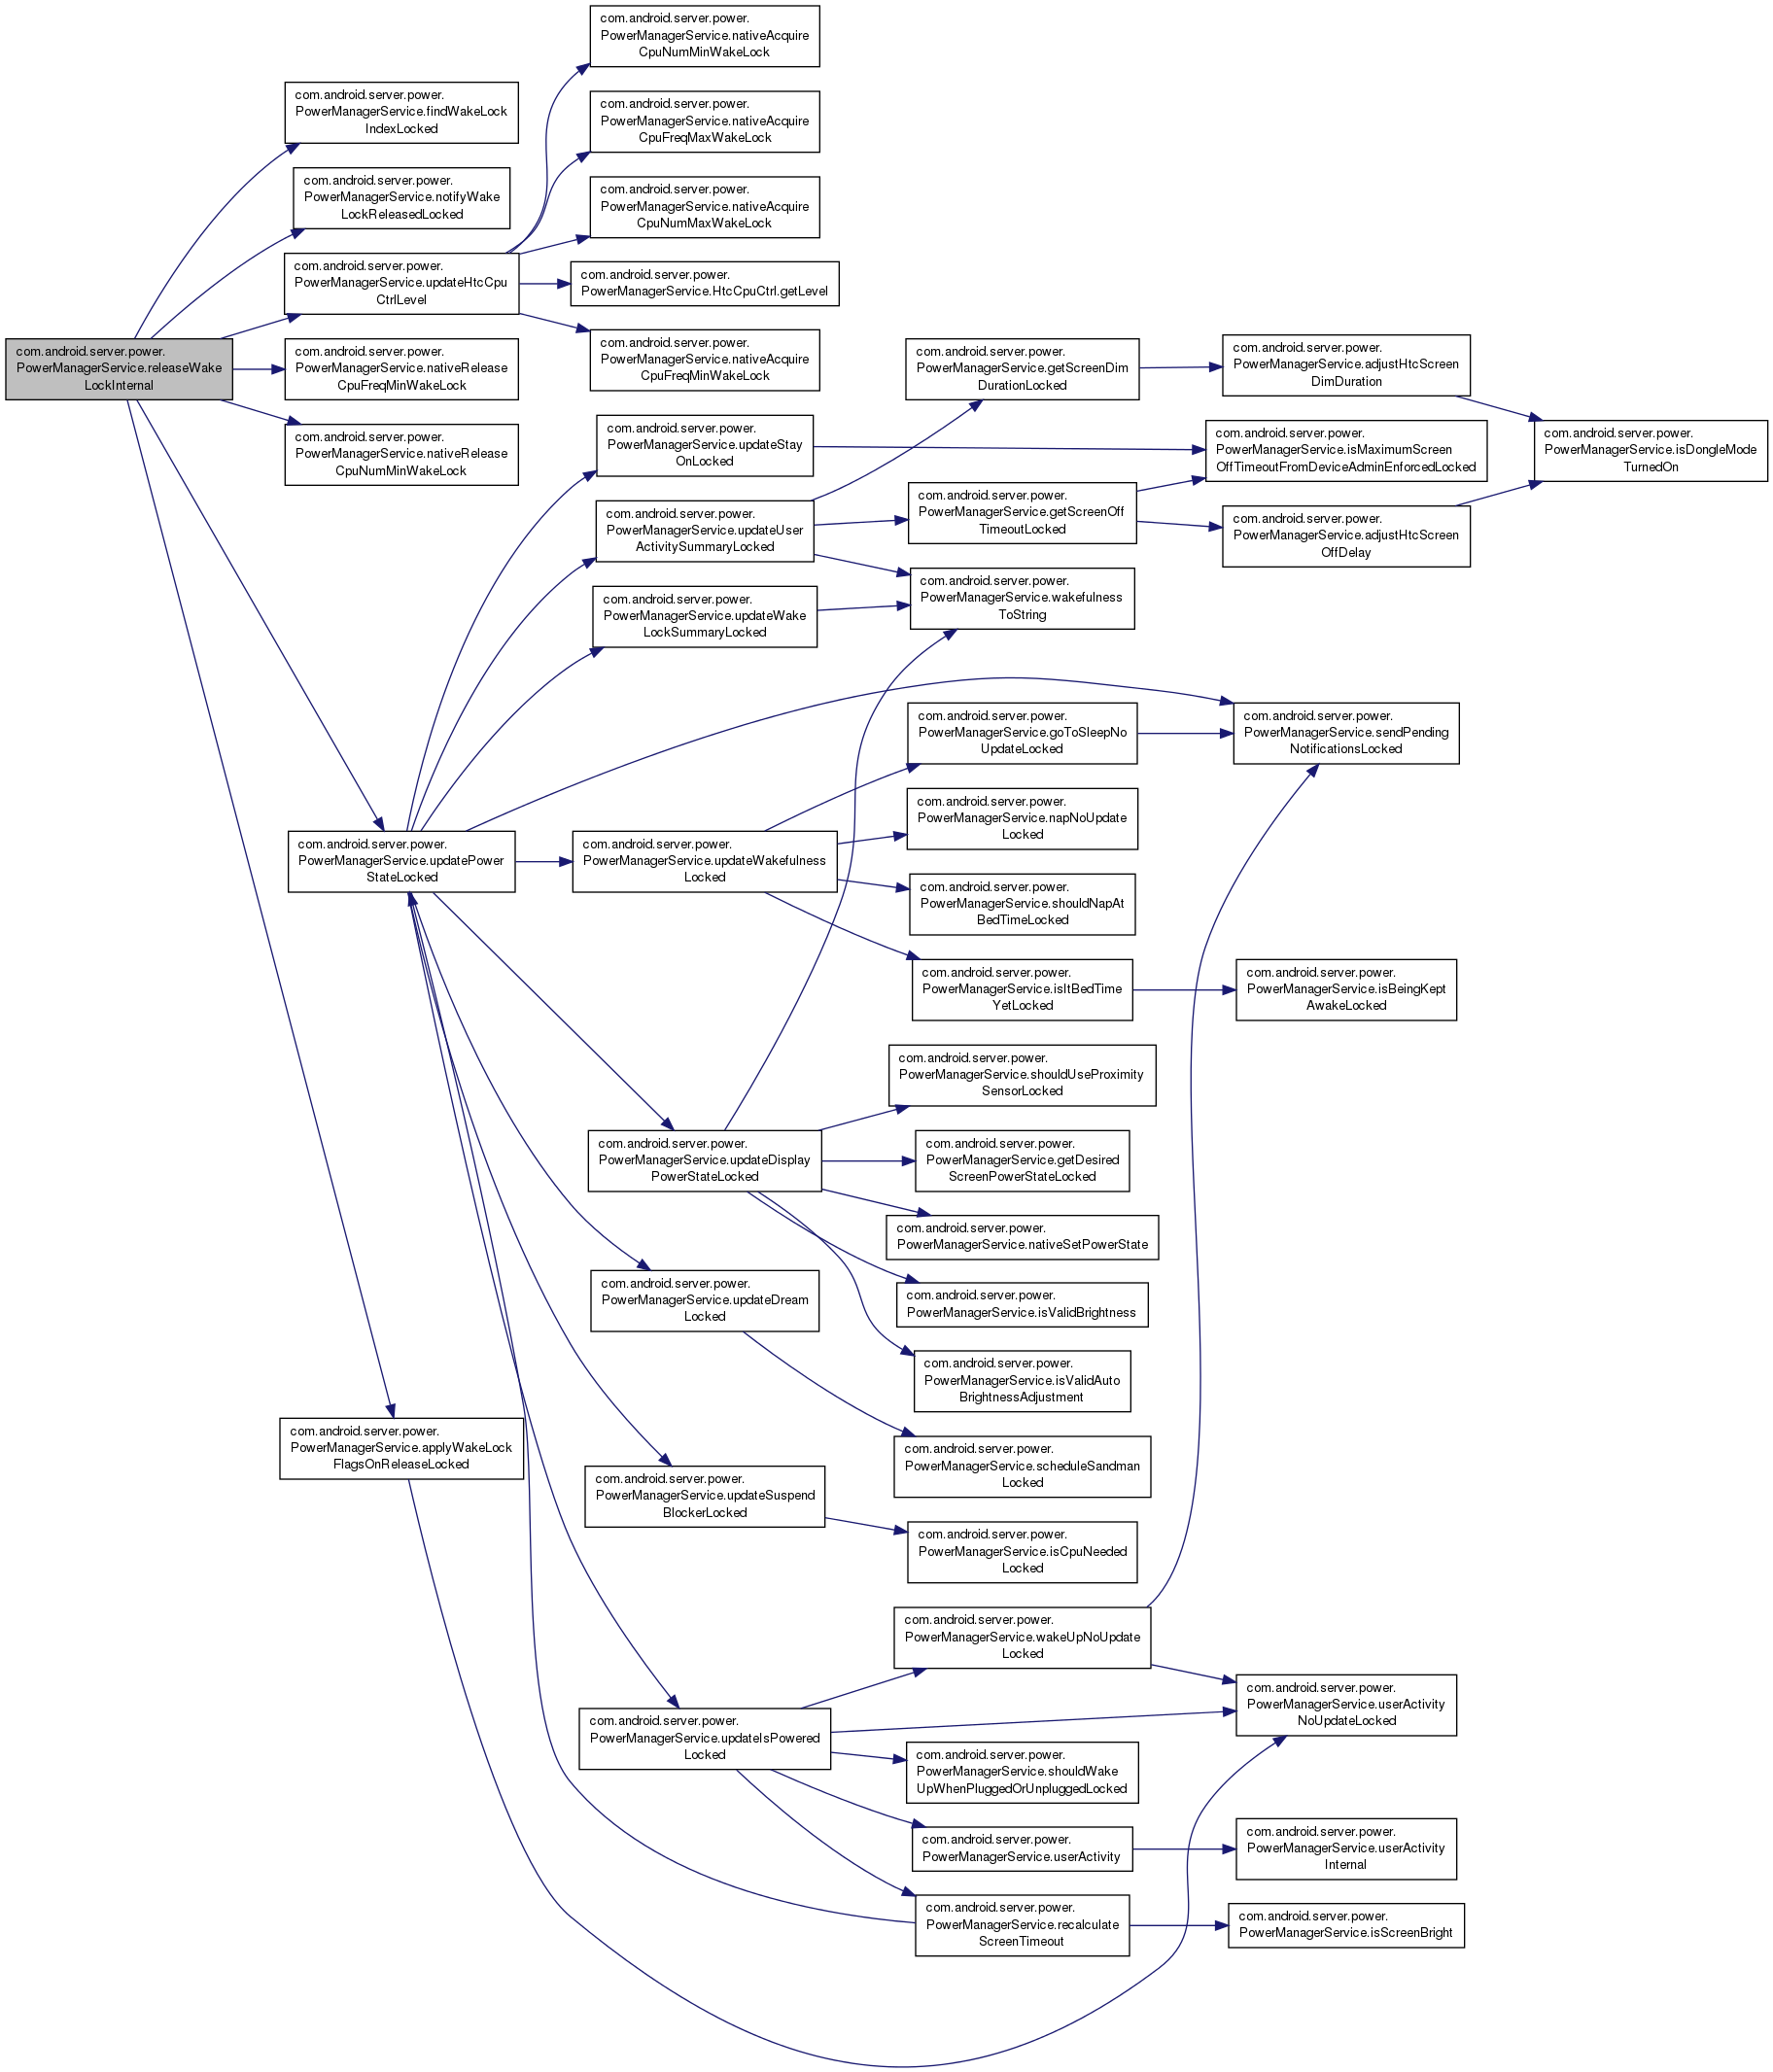 com.android.server.power.
PowerManagerService.nativeAcquire
CpuNumMinWakeLock
com.android.server.power.
PowerManagerService.findWakeLock
IndexLocked
com.android.server.power.
PowerManagerService.nativeAcquire
CpuFreqMaxWakeLock
com.android.server.power.
PowerManagerService.notifyWake
LockReleasedLocked
com.android.server.power.
PowerManagerService.nativeAcquire
CpuNumMaxWakeLock
com.android.server.power.
PowerManagerService.updateHtcCpu
CtrlLevel
com.android.server.power.
PowerManagerService.HtcCpuCtrl.getLevel
com.android.server.power.
PowerManagerService.releaseWake
LockInternal
com.android.server.power.
PowerManagerService.nativeRelease
CpuFreqMinWakeLock
com.android.server.power.
PowerManagerService.nativeAcquire
CpuFreqMinWakeLock
com.android.server.power.
PowerManagerService.getScreenDim
DurationLocked
com.android.server.power.
PowerManagerService.adjustHtcScreen
DimDuration
com.android.server.power.
PowerManagerService.nativeRelease
CpuNumMinWakeLock
com.android.server.power.
PowerManagerService.updateStay
OnLocked
com.android.server.power.
PowerManagerService.isMaximumScreen
OffTimeoutFromDeviceAdminEnforcedLocked
com.android.server.power.
PowerManagerService.isDongleMode
TurnedOn
com.android.server.power.
PowerManagerService.updateUser
ActivitySummaryLocked
com.android.server.power.
PowerManagerService.getScreenOff
TimeoutLocked
com.android.server.power.
PowerManagerService.adjustHtcScreen
OffDelay
com.android.server.power.
PowerManagerService.updateWake
LockSummaryLocked
com.android.server.power.
PowerManagerService.wakefulness
ToString
com.android.server.power.
PowerManagerService.goToSleepNo
UpdateLocked
com.android.server.power.
PowerManagerService.sendPending
NotificationsLocked
com.android.server.power.
PowerManagerService.napNoUpdate
Locked
com.android.server.power.
PowerManagerService.updatePower
StateLocked
com.android.server.power.
PowerManagerService.updateWakefulness
Locked
com.android.server.power.
PowerManagerService.shouldNapAt
BedTimeLocked
com.android.server.power.
PowerManagerService.isItBedTime
YetLocked
com.android.server.power.
PowerManagerService.isBeingKept
AwakeLocked
com.android.server.power.
PowerManagerService.shouldUseProximity
SensorLocked
com.android.server.power.
PowerManagerService.updateDisplay
PowerStateLocked
com.android.server.power.
PowerManagerService.getDesired
ScreenPowerStateLocked
com.android.server.power.
PowerManagerService.nativeSetPowerState
com.android.server.power.
PowerManagerService.updateDream
Locked
com.android.server.power.
PowerManagerService.isValidBrightness
com.android.server.power.
PowerManagerService.isValidAuto
BrightnessAdjustment
com.android.server.power.
PowerManagerService.applyWakeLock
FlagsOnReleaseLocked
com.android.server.power.
PowerManagerService.scheduleSandman
Locked
com.android.server.power.
PowerManagerService.updateSuspend
BlockerLocked
com.android.server.power.
PowerManagerService.isCpuNeeded
Locked
com.android.server.power.
PowerManagerService.wakeUpNoUpdate
Locked
com.android.server.power.
PowerManagerService.userActivity
NoUpdateLocked
com.android.server.power.
PowerManagerService.updateIsPowered
Locked
com.android.server.power.
PowerManagerService.shouldWake
UpWhenPluggedOrUnpluggedLocked
com.android.server.power.
PowerManagerService.userActivity
com.android.server.power.
PowerManagerService.userActivity
Internal
com.android.server.power.
PowerManagerService.recalculate
ScreenTimeout
com.android.server.power.
PowerManagerService.isScreenBright